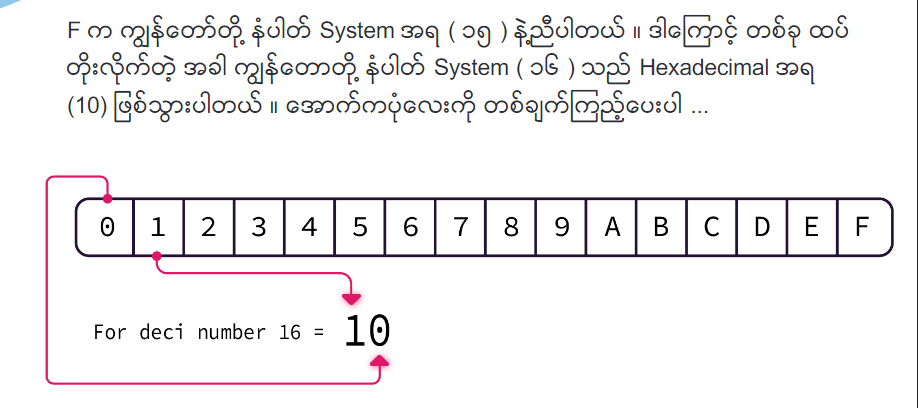 F က ကျွန်တော်တို့ နံပါတ် System အရ ( ၁၅ ) နဲ့ညီပါတယ် ။ ဒါကြောင့် တစ်ခု ထပ်
တိုးလိုက်တဲ့ အခါ ကျွန်တောတို့ နံပါတ် System ( ၁၆ ) သည် Hexadecimal အရ
(10) ဖြစ်သွားပါတယ် ။ အောက်ကပုံလေးကို တစ်ချက်ကြည့်ပေးပါ ...
0 1 2 3 4 5 6 7 8 9 A B C D E F
For deci number 16 = 10